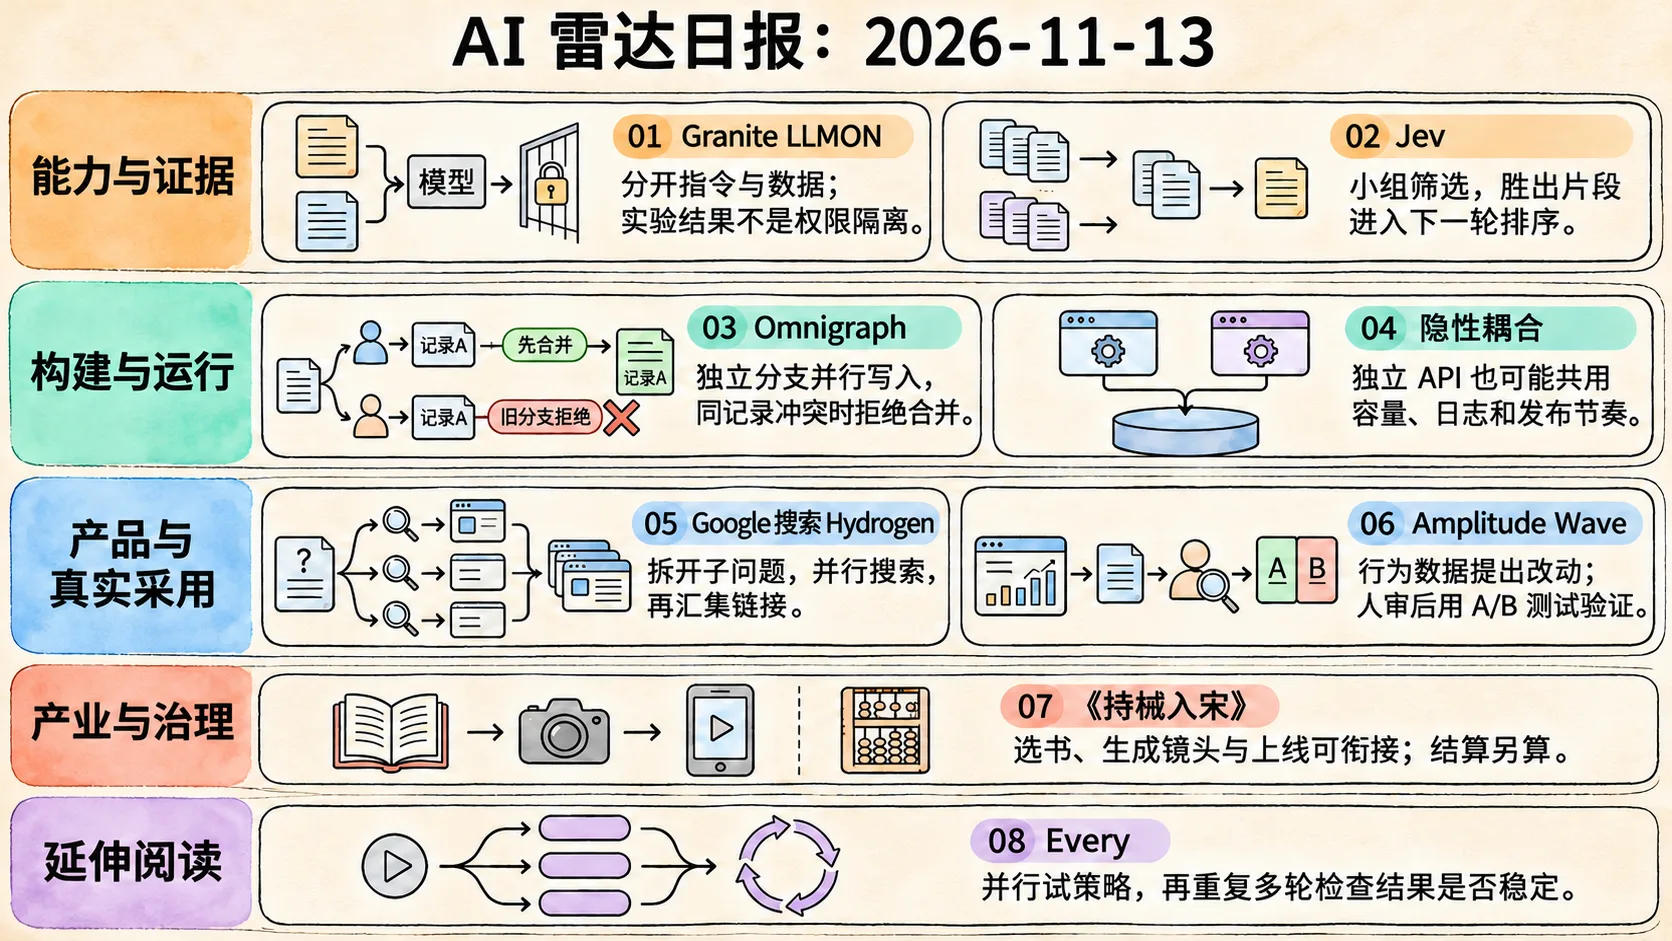 AI 雷达日报：2026-11-13
能力与证据
模型
01 Granite LLMON
分开指令与数据；
实验结果不是权限隔离。
02 Jev
小组筛选，胜出片段
进入下一轮排序。
构建与运行
记录A
先合并
记录A
记录A
旧分支拒绝
03 Omnigraph
独立分支并行写入，
同记录冲突时拒绝合并。
04 隐性耦合
独立 API 也可能共用
容量、日志和发布节奏。
产品与
真实采用
?
05 Google搜索Hydrogen
拆开子问题，并行搜索，
再汇集链接。
A B
06 Amplitude Wave
行为数据提出改动；
人审后用 A/B 测试验证。
产业与治理
07 《持械入宋》
选书、生成镜头与上线可衔接；结算另算。
延伸阅读
08 Every
并行试策略，再重复多轮检查结果是否稳定。